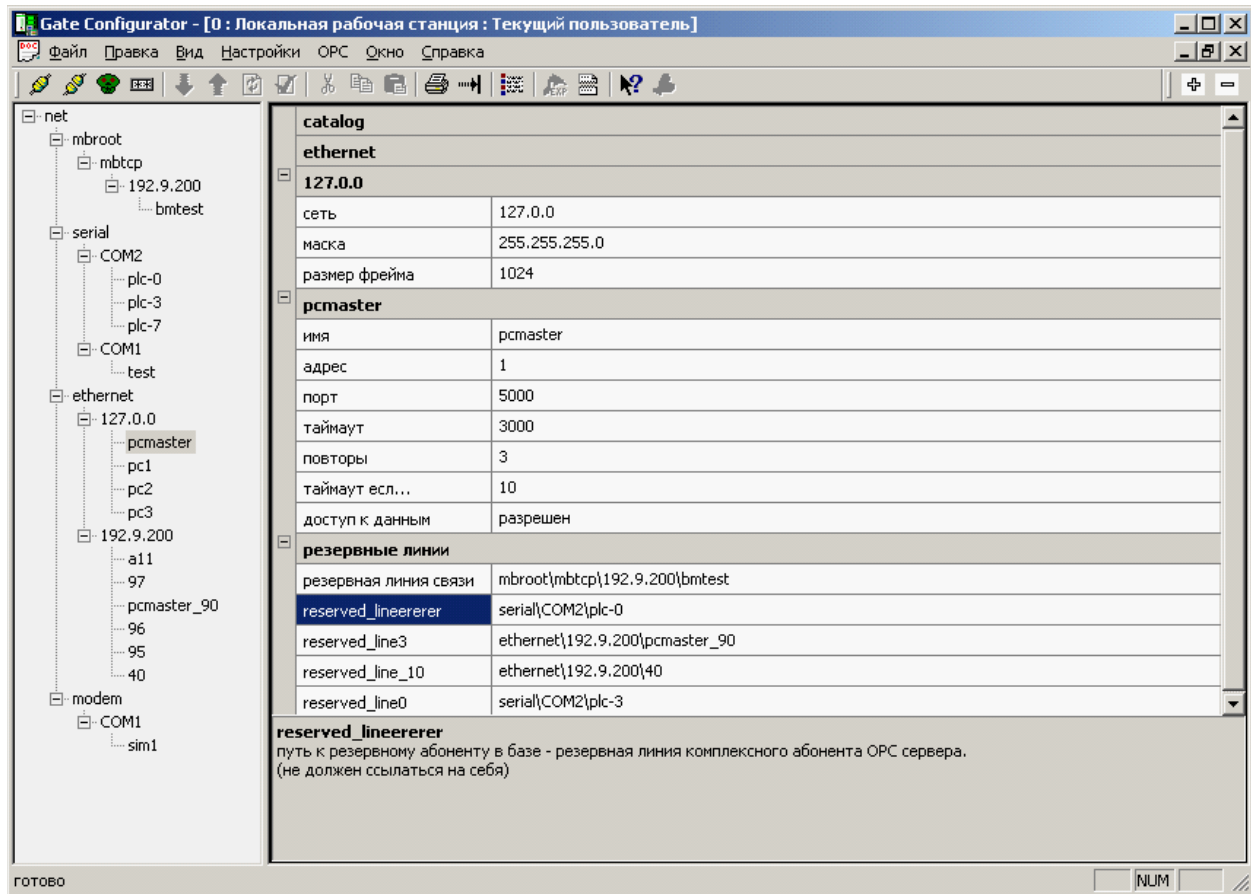 Gate Configurator - [0 : Локальная рабочая станция : Текущий пользователь]
Файл Правка Вид Настройки OPC Окно Справка
net
mbroot
mbtcp
192.9.200
bmtest
serial
COM2
plc-0
plc-3
plc-7
COM1
test
ethernet
127.0.0
pcmaster
pc1
pc2
pc3
192.9.200
a11
97
pcmaster_90
96
95
40
modem
COM1
sim1
catalog
ethernet
127.0.0
сеть 127.0.0
маска 255.255.255.0
размер фрейма 1024
pcmaster
имя pcmaster
адрес 1
порт 5000
таймаут 3000
повторы 3
таймаут есл... 10
доступ к данным разрешен
резервные линии
резервная линия связи mbroot\mbtcp\192.9.200\bmtest
reserved_lineererer serial\COM2\plc-0
reserved_line3 ethernet\192.9.200\pcmaster_90
reserved_line_10 ethernet\192.9.200\40
reserved_line0 serial\COM2\plc-3
reserved_lineererer
путь к резервному абоненту в базе - резервная линия комплексного абонента OPC сервера.
(не должен ссылаться на себя)
готово NUM